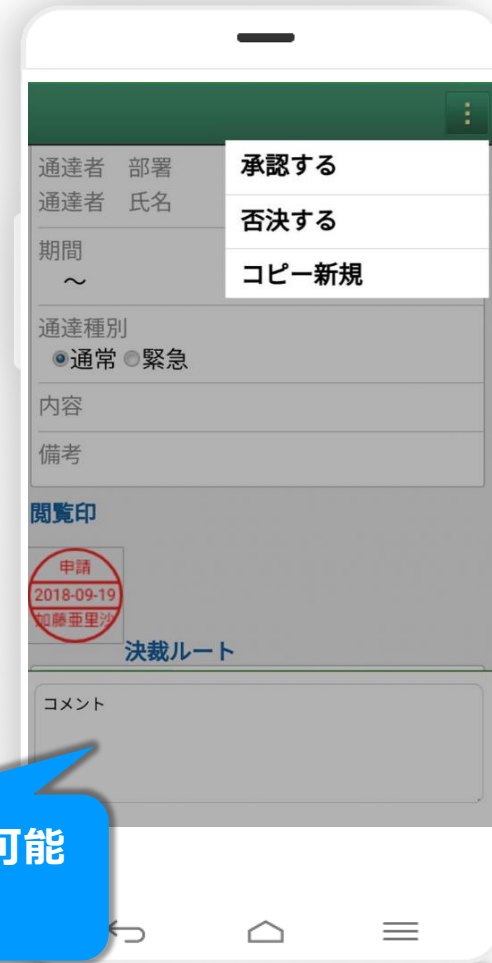 承認する
否決する
コピー新規
通達者 部署
通達者 氏名
期間
～
通達種別
通常 緊急
内容
備考
閲覧印
申請
2018-09-19
加藤亜里沙
決裁ルート
コメント
可能